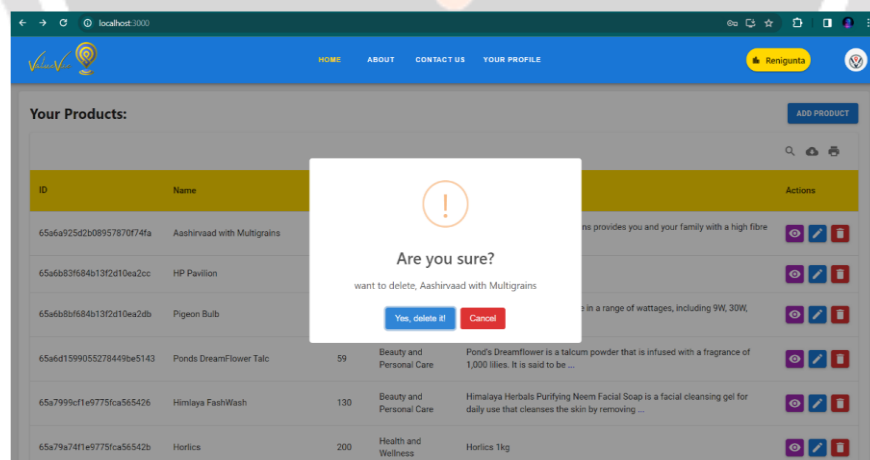 localhost:3000
HOME ABOUT CONTACT US YOUR PROFILE
Renigunta
Your Products:
ADD PRODUCT
ID Name Actions
65a6a925d2b08957870f74fa Aashirvaad with Multigrains ns provides you and your family with a high fibre
65a6b83f684b13f2d10ea2cc HP Pavilion
65a6b8bf684b13f2d10ea2db Pigeon Bulb e in a range of wattages, including 9W, 30W,
!
Are you sure?
want to delete, Aashirvaad with Multigrains
Yes, delete it! Cancel
65a6d1599055278449be5143 Ponds DreamFlower Talc 59 Beauty and Personal Care Pond's Dreamflower is a talcum powder that is infused with a fragrance of
1,000 lilies. It is said to be ...
65a7999cf1e9775fca565426 Himlaya FashWash 130 Beauty and Personal Care Himalaya Herbals Purifying Neem Facial Soap is a facial cleansing gel for
daily use that cleanses the skin by removing ...
65a79a74f1e9775fca56542b Horlics 200 Health and Wellness Horlics 1kg